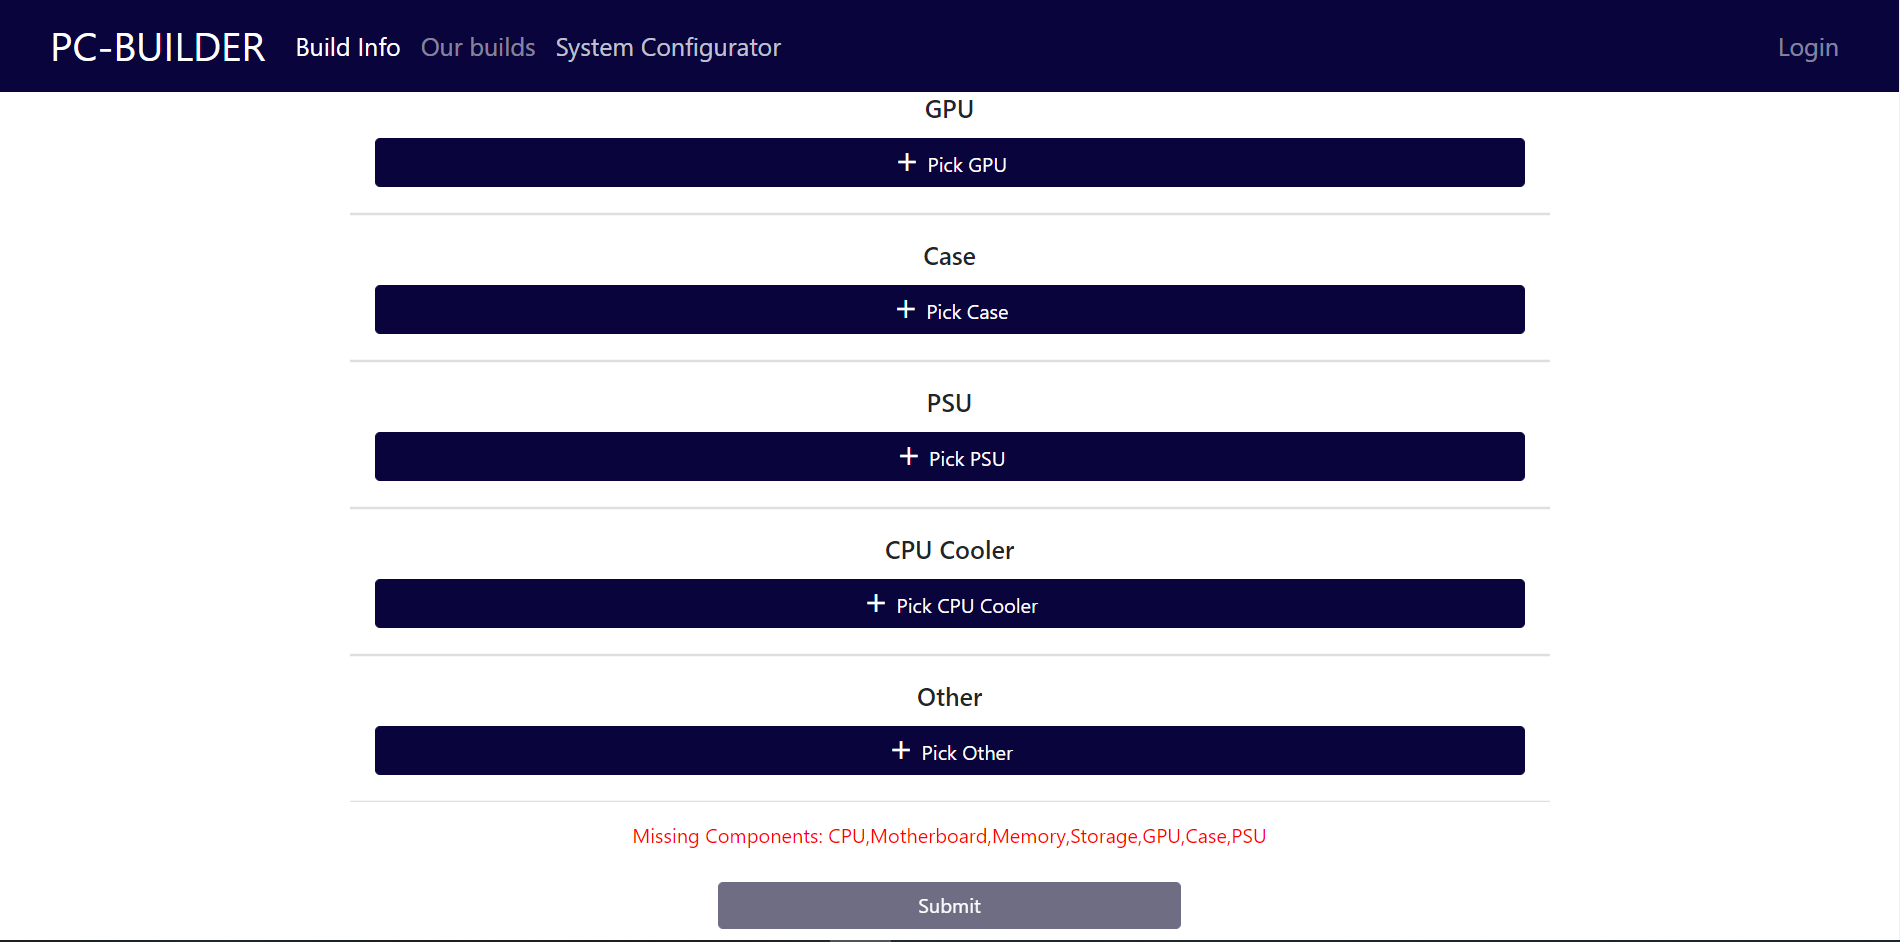 PC-BUILDER Build Info Our builds System Configurator Login
GPU
+ Pick GPU
Case
+ Pick Case
PSU
+ Pick PSU
CPU Cooler
+ Pick CPU Cooler
Other
+ Pick Other
Missing Components: CPU,Motherboard,Memory,Storage,GPU,Case,PSU
Submit